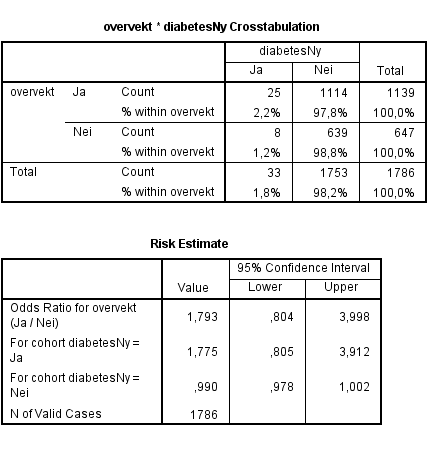 overvekt * diabetesNy Crosstabulation
diabetesNy
Ja Nei Total
overvekt Ja Count 25 1114 1139
% within overvekt 2,2% 97,8% 100,0%
Nei Count 8 639 647
% within overvekt 1,2% 98,8% 100,0%
Total Count 33 1753 1786
% within overvekt 1,8% 98,2% 100,0%
Risk Estimate
95% Confidence Interval
Value Lower Upper
Odds Ratio for overvekt
(Ja / Nei) 1,793 ,804 3,998
For cohort diabetesNy =
Ja 1,775 ,805 3,912
For cohort diabetesNy =
Nei ,990 ,978 1,002
N of Valid Cases 1786